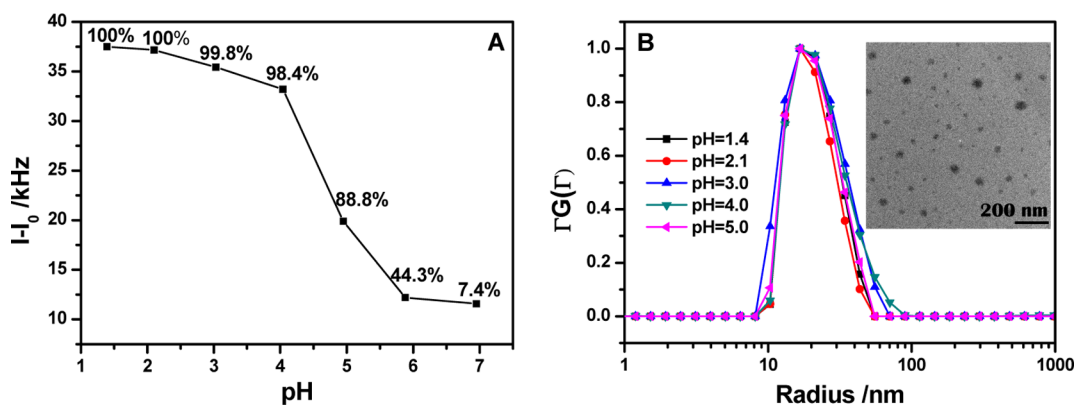 A
I-I0 /kHz
40
35
30
25
20
15
10
100%
100%
99.8%
98.4%
88.8%
44.3%
7.4%
1 2 3 4 5 6 7
pH
B
ΓG(Γ)
1.0
0.8
0.6
0.4
0.2
0.0
pH=1.4
pH=2.1
pH=3.0
pH=4.0
pH=5.0
200 nm
1 10 100 1000
Radius /nm